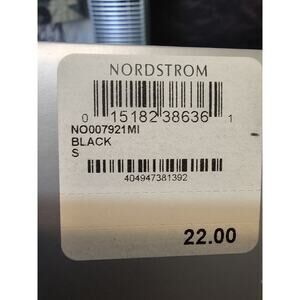 NORDSTROM
0 15182 38636 1
NO007921MI
BLACK
S
404947381392
22.00